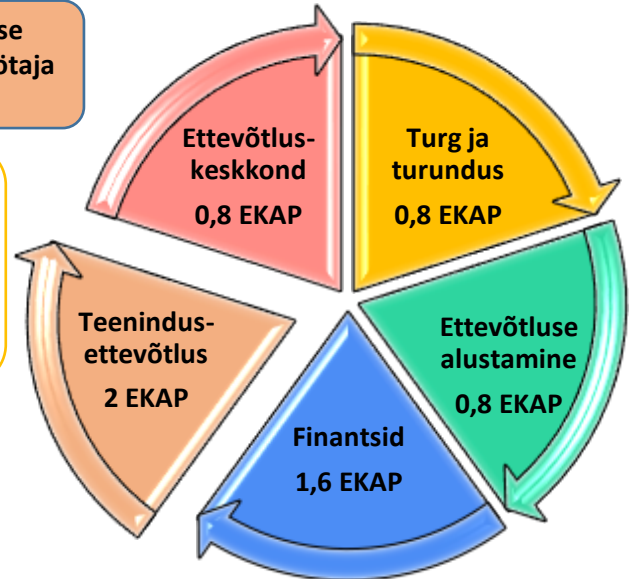 se
ötaja
Ettevõtlus-
keskkond
0,8 EKAP
Turg ja
turundus
0,8 EKAP
Ettevõtluse
alustamine
0,8 EKAP
Finantsid
1,6 EKAP
Teenindus-
ettevõtlus
2 EKAP